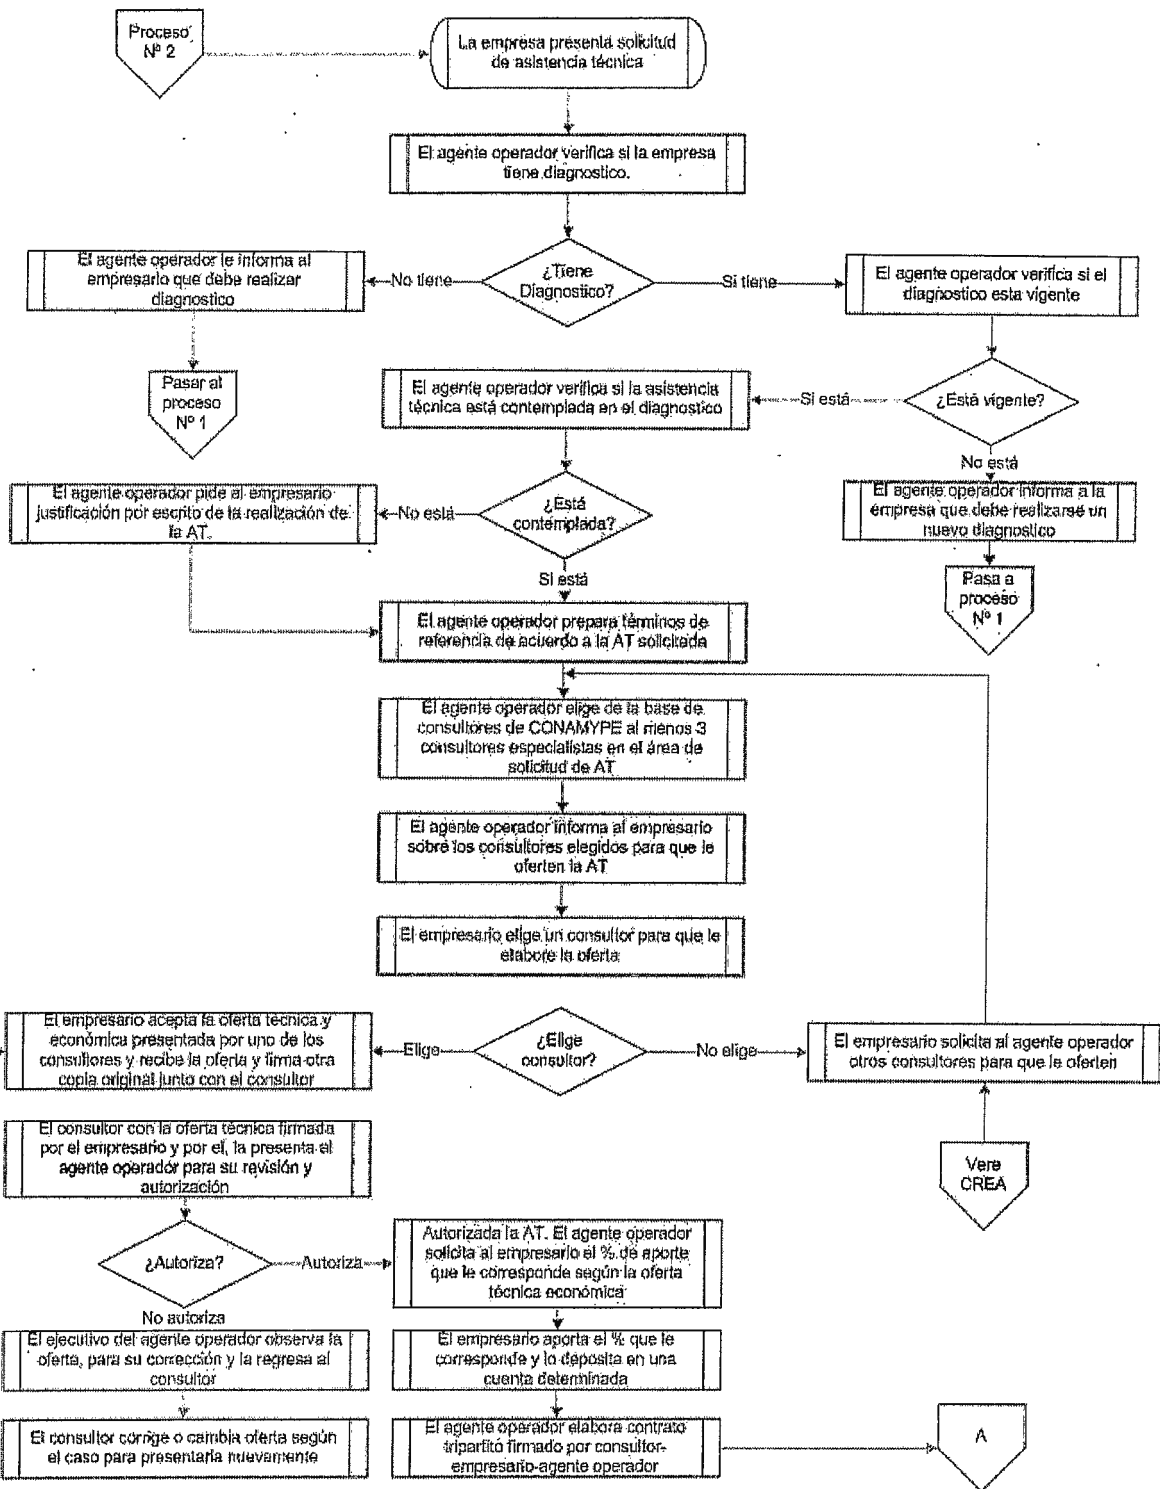 Proceso
Nº 2
La empresa presenta solicitud
de asistencia técnica
El agente operador verifica si la empresa
tiene diagnostico.
¿Tiene
Diagnostico?
No tiene
Si tiene
El agente operador le informa al
empresario que debe realizar
diagnostico
El agente operador verifica si el
diagnostico esta vigente
Pasar al
proceso
Nº 1
El agente operador verifica si la asistencia
técnica está contemplada en el diagnostico
Si está
¿Está vigente?
No está
El agente operador pide al empresario
justificación por escrito de la realización de
la AT.
No está
¿Está
contemplada?
El agente operador informa a la
empresa que debe realizarse un
nuevo diagnostico
Si está
Pasa a
proceso
Nº 1
El agente operador prepara términos de
referencia de acuerdo a la AT solicitada
El agente operador elige de la base de
consultores de CONAMYPE al menos 3
consultores especialistas en el área de
solicitud de AT
El agente operador informa al empresario
sobre los consultores elegidos para que le
oferten la AT
El empresario elige un consultor para que le
elabore la oferta
El empresario acepta la oferta técnica y
económica presentada por uno de los
consultores y recibe la oferta y firma otra
copia original junto con el consultor
Elige
¿Elige
consultor?
No elige
El empresario solicita al agente operador
otros consultores para que le oferten
El consultor con la oferta técnica firmada
por el empresario y por el, la presenta al
agente operador para su revisión y
autorización
Vere
CREA
¿Autoriza?
Autoriza
Autorizada la AT. El agente operador
solicita al empresario el % de aporte
que le corresponde según la oferta
técnica económica
No autoriza
El ejecutivo del agente operador observa la
oferta, para su corrección y la regresa al
consultor
El empresario aporta el % que le
corresponde y lo deposita en una
cuenta determinada
El consultor corrige o cambia oferta según
el caso para presentarla nuevamente
El agente operador elabora contrato
tripartito firmado por consultor-
empresario-agente operador
A